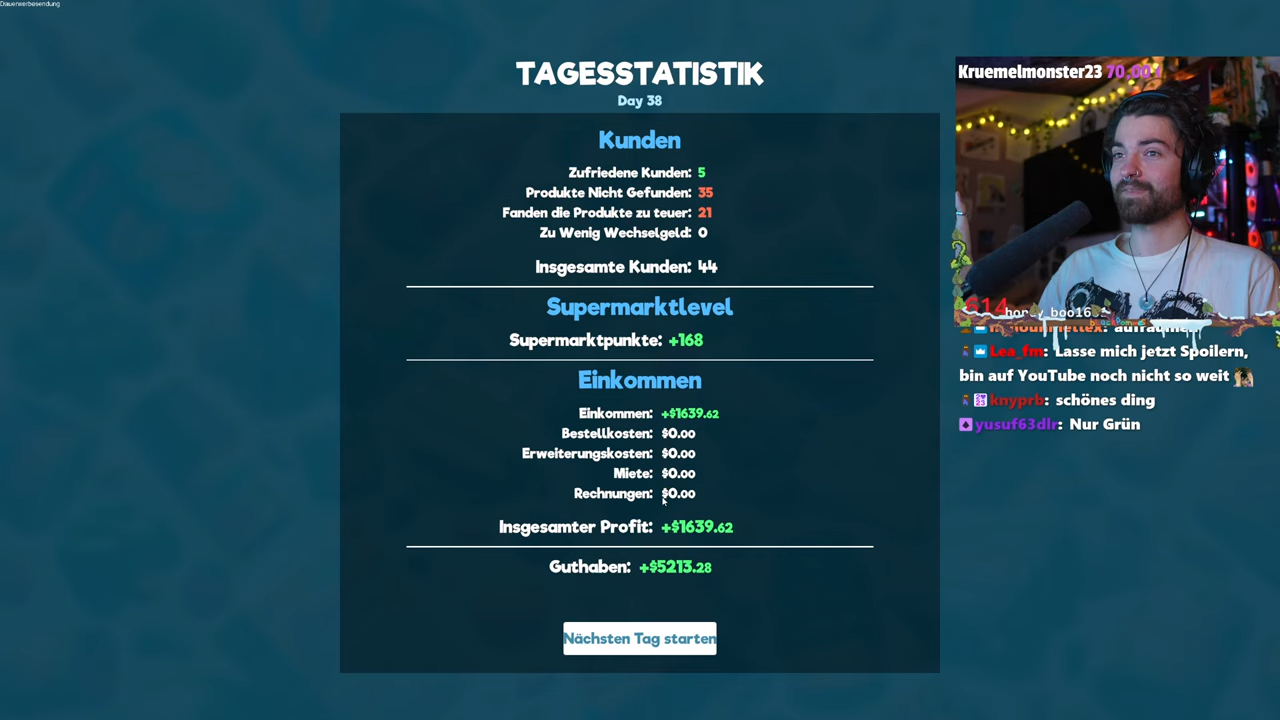 Dauerwerbesendung
TAGESSTATISTIK
Day 38
Kunden
Zufriedene Kunden: 5
Produkte Nicht Gefunden: 35
Fanden die Produkte zu teuer: 21
Zu Wenig Wechselgeld: 0
Insgesamte Kunden: 44
Supermarktlevel
Supermarktpunkte: +168
Einkommen
Einkommen: +$1639.62
Bestellkosten: $0.00
Erweiterungskosten: $0.00
Miete: $0.00
Rechnungen: $0.00
Insgesamter Profit: +$1639.62
Guthaben: +$5213.28
Nächsten Tag starten
Kruemelmonster23 70,00
614
Lea_fm: Lasse mich jetzt Spoilern,
bin auf YouTube noch nicht so weit
knyprb: schönes ding
yusuf63dlr: Nur Grün